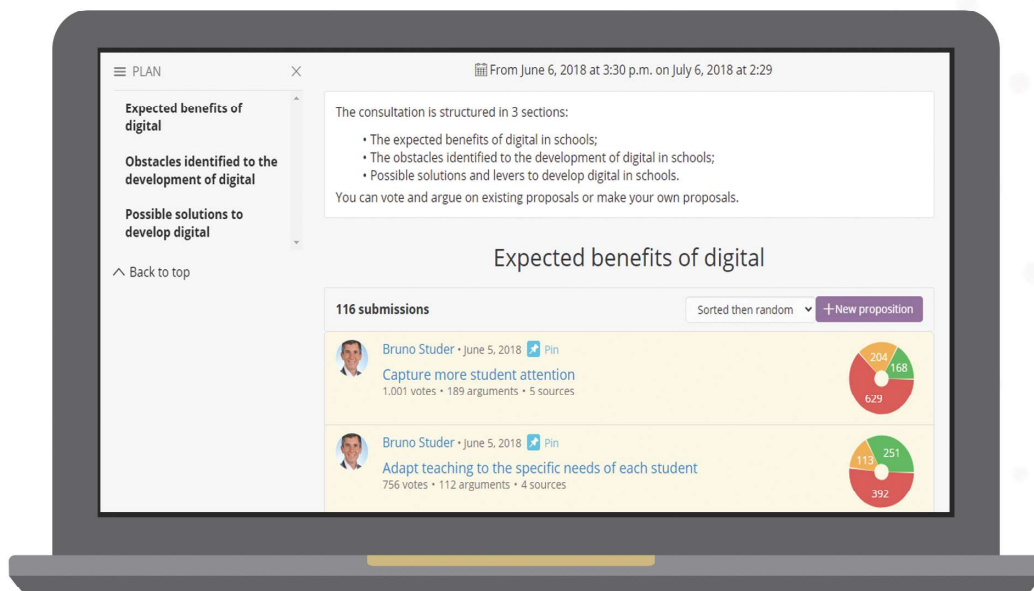 PLAN
Expected benefits of
digital
Obstacles identified to the
development of digital
Possible solutions to
develop digital
Back to top
From June 6, 2018 at 3:30 p.m. on July 6, 2018 at 2:29
The consultation is structured in 3 sections:
• The expected benefits of digital in schools;
• The obstacles identified to the development of digital in schools;
• Possible solutions and levers to develop digital in schools.
You can vote and argue on existing proposals or make your own proposals.
Expected benefits of digital
116 submissions
Sorted then random
+New proposition
Bruno Studer • June 5, 2018 Pin
Capture more student attention
1.001 votes • 189 arguments • 5 sources
204
168
629
Bruno Studer • June 5, 2018 Pin
Adapt teaching to the specific needs of each student
756 votes • 112 arguments • 4 sources
113
251
392